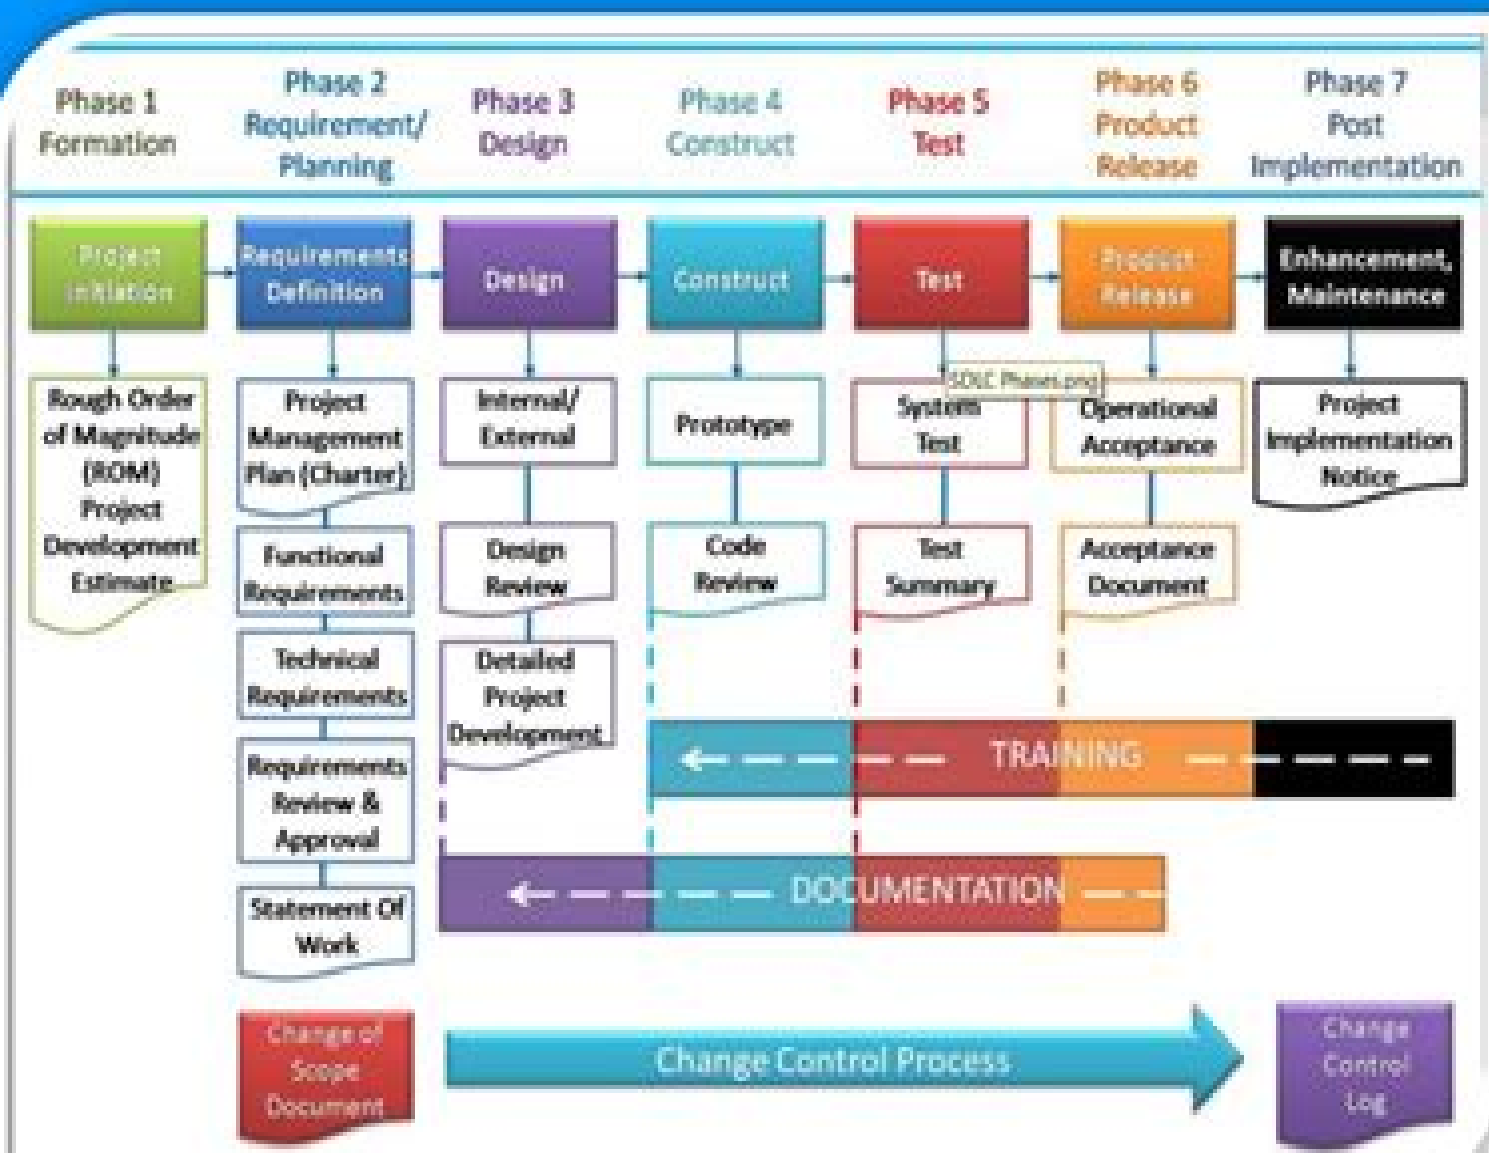 Phase 1
Formation
Phase 2
Requirement/
Planning
Phase 3
Design
Phase 4
Construct
Phase 5
Test
Phase 6
Product
Release
Phase 7
Post
Implementation
Project
Initiation
Requirements
Definition
Design
Construct
Test
Product
Release
Enhancement,
Maintenance
Rough Order
of Magnitude
(ROM)
Project
Development
Estimate
Project
Management
Plan (Charter)
Functional
Requirements
Technical
Requirements
Requirements
Review &
Approval
Statement Of
Work
Internal/
External
Design
Review
Detailed
Project
Development
Prototype
Code
Review
SDLC Phases.png
System
Test
Test
Summary
Operational
Acceptance
Acceptance
Document
Project
Implementation
Notice
TRAINING
DOCUMENTATION
Change of
Scope
Document
Change Control Process
Change
Control
Log